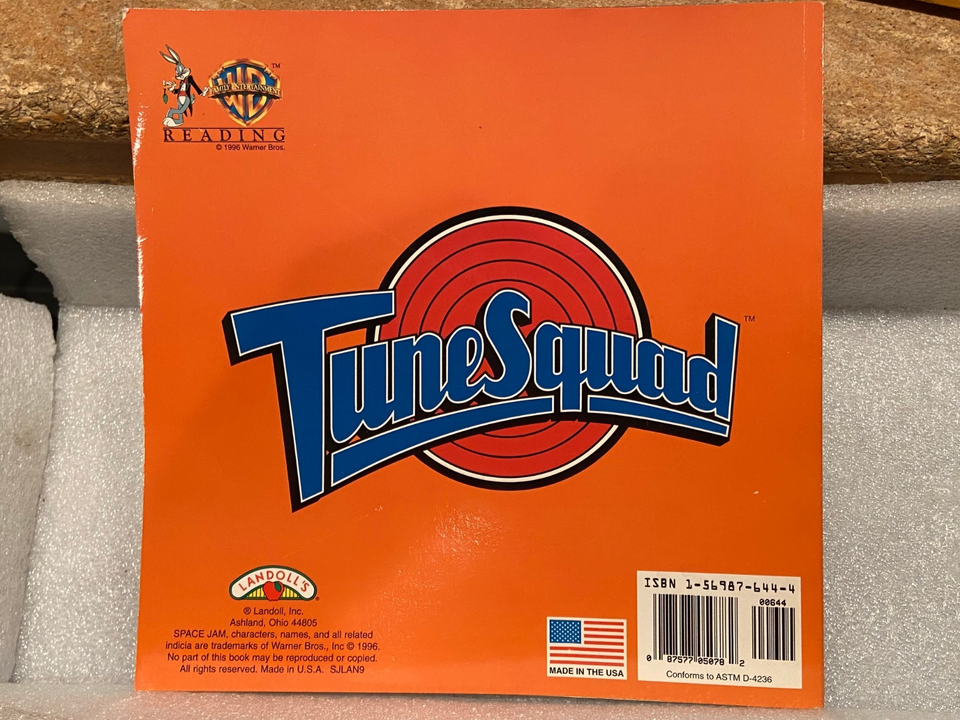 FAMILY ENTERTAINMENT
WB ™
READING
© 1996 Warner Bros.
TuneSquad ™
LANDOLL'S®
® Landoll, Inc.
Ashland, Ohio 44805
SPACE JAM, characters, names, and all related
indicia are trademarks of Warner Bros., Inc © 1996.
No part of this book may be reproduced or copied.
All rights reserved. Made in U.S.A. SJLAN9
MADE IN THE USA
ISBN 1-56987-644-4
00644
0 87577 05078 2
Conforms to ASTM D-4236